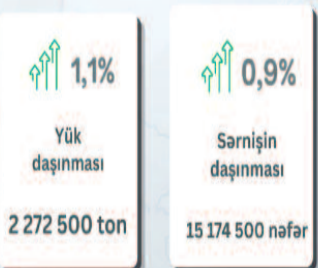 1,1%
Yük
daşınması
2 272 500 ton
0,9%
Sərnişin
daşınması
15 174 500 nəfər